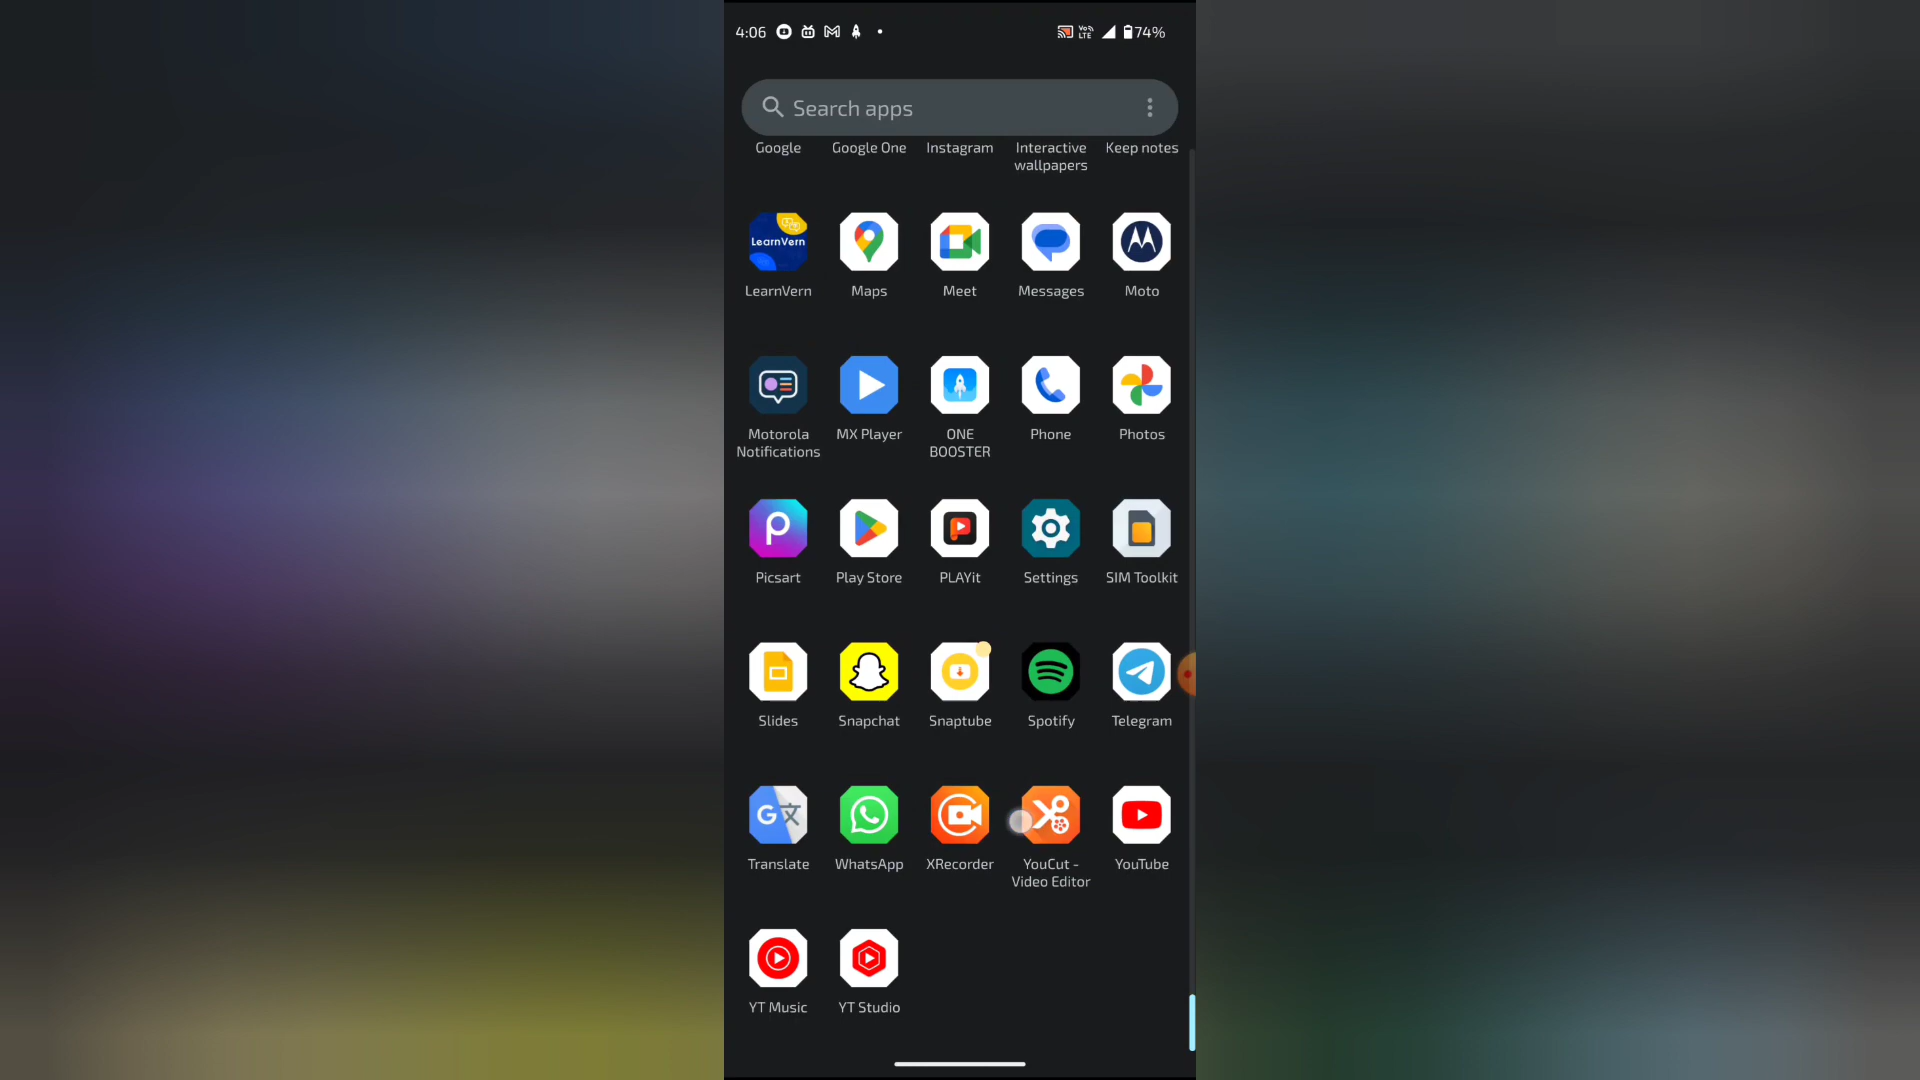 4:06
Vo))
LTE
74%
Search apps
Google
Google One
Instagram
Interactive
wallpapers
Keep notes
LearnVern
LearnVern
Maps
Meet
Messages
Moto
Motorola
Notifications
MX Player
ONE
BOOSTER
Phone
Photos
Picsart
Play Store
PLAYit
Settings
SIM Toolkit
Slides
Snapchat
Snaptube
Spotify
Telegram
G
Translate
WhatsApp
XRecorder
YouCut -
Video Editor
YouTube
YT Music
YT Studio